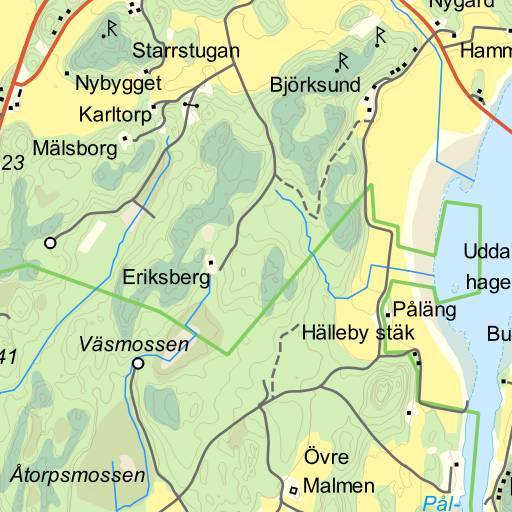 Nygård
Starrstugan
Hamm
Nybygget
Björksund
Karltorp
Mälsborg
23
Udda
Eriksberg
hage
Påläng
Väsmossen
Hälleby stäk
Bu
41
Övre
Åtorpsmossen
Malmen
Pål-